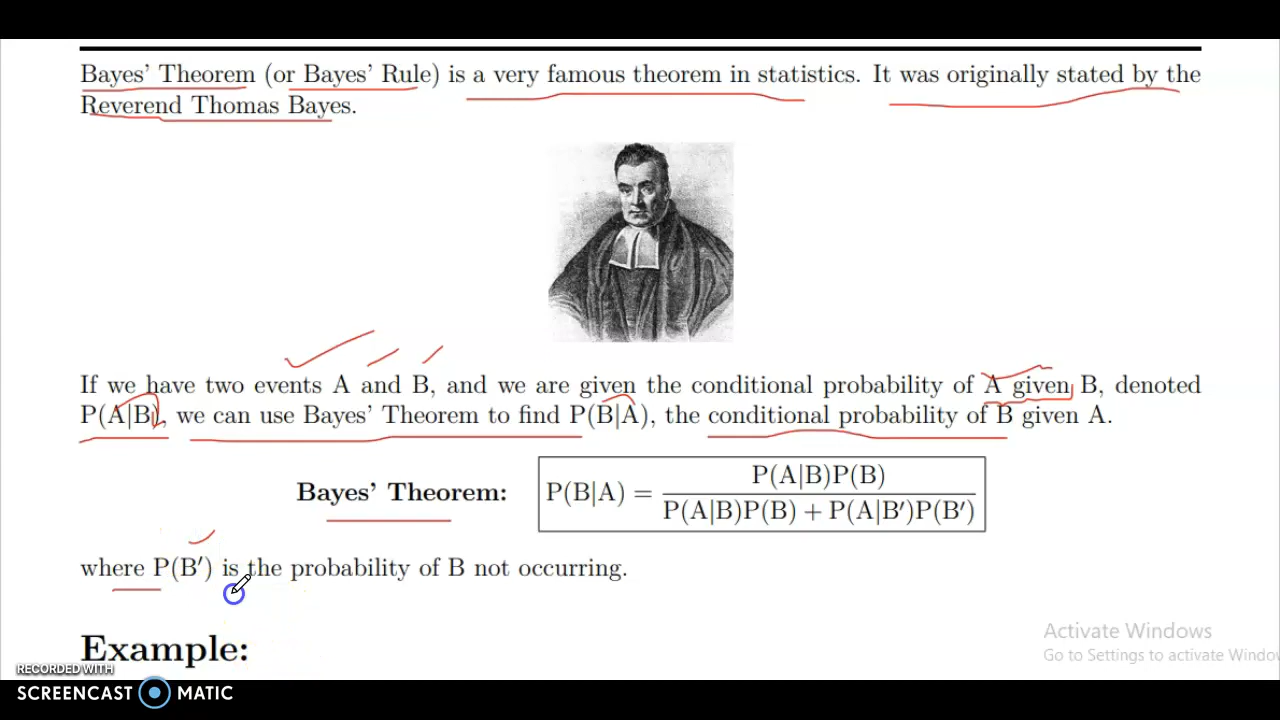 Bayes' Theorem (or Bayes' Rule) is a very famous theorem in statistics. It was originally stated by the
Reverend Thomas Bayes.
If we have two events A and B, and we are given the conditional probability of A given B, denoted
P(A|B), we can use Bayes' Theorem to find P(B|A), the conditional probability of B given A.
Bayes' Theorem: P(B|A) = P(A|B)P(B)
P(A|B)P(B) + P(A|B′)P(B′)
where P(B′) is the probability of B not occurring.
Example:
Activate Windows
Go to Settings to activate Windo
RECORDED WITH
SCREENCAST MATIC